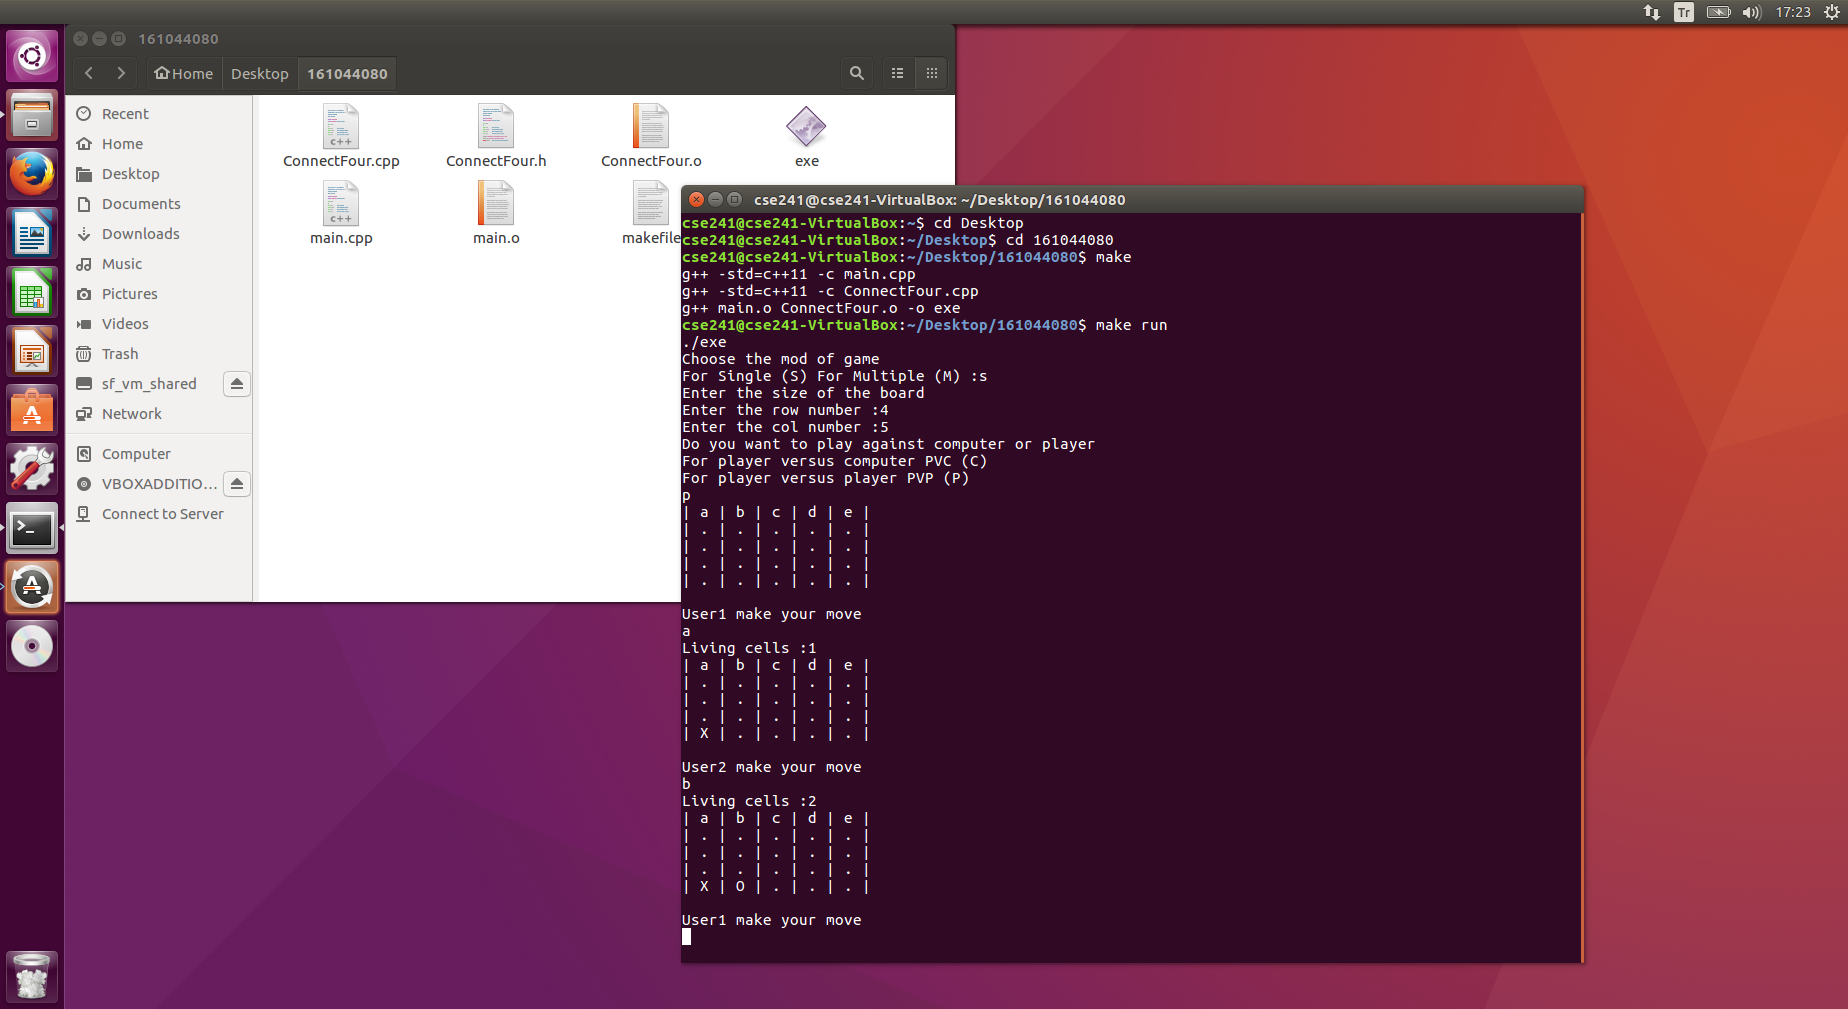 Tr
17:23
161044080
Home Desktop 161044080
Recent
Home
Desktop
Documents
Downloads
Music
Pictures
Videos
Trash
sf_vm_shared
Network
Computer
VBOXADDITIO...
Connect to Server
ConnectFour.cpp ConnectFour.h ConnectFour.o exe
main.cpp main.o makefile
cse241@cse241-VirtualBox: ~/Desktop/161044080
cse241@cse241-VirtualBox:~$ cd Desktop
cse241@cse241-VirtualBox:~/Desktop$ cd 161044080
cse241@cse241-VirtualBox:~/Desktop/161044080$ make
g++ -std=c++11 -c main.cpp
g++ -std=c++11 -c ConnectFour.cpp
g++ main.o ConnectFour.o -o exe
cse241@cse241-VirtualBox:~/Desktop/161044080$ make run
./exe
Choose the mod of game
For Single (S) For Multiple (M) :s
Enter the size of the board
Enter the row number :4
Enter the col number :5
Do you want to play against computer or player
For player versus computer PVC (C)
For player versus player PVP (P)
p
| a | b | c | d | e |
| . | . | . | . | . |
| . | . | . | . | . |
| . | . | . | . | . |
| . | . | . | . | . |
User1 make your move
a
Living cells :1
| a | b | c | d | e |
| . | . | . | . | . |
| . | . | . | . | . |
| . | . | . | . | . |
| X | . | . | . | . |
User2 make your move
b
Living cells :2
| a | b | c | d | e |
| . | . | . | . | . |
| . | . | . | . | . |
| . | . | . | . | . |
| X | O | . | . | . |
User1 make your move